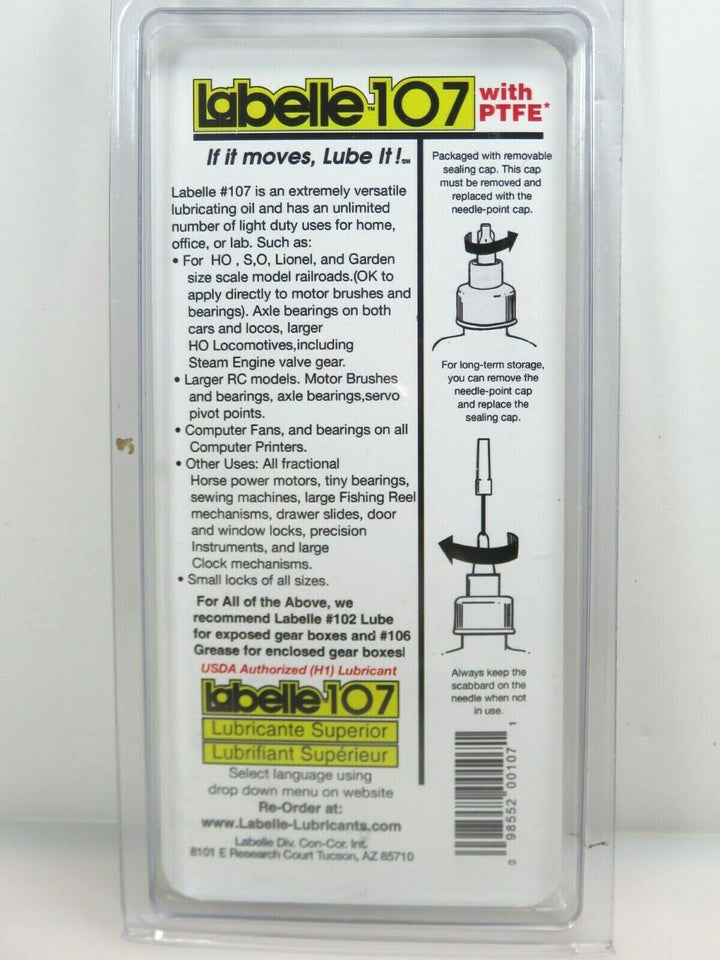 Labelle™107 with PTFE*
If it moves, Lube It!℠
Labelle #107 is an extremely versatile
lubricating oil and has an unlimited
number of light duty uses for home,
office, or lab. Such as:
• For HO , S,O, Lionel, and Garden
size scale model railroads.(OK to
apply directly to motor brushes and
bearings). Axle bearings on both
cars and locos, larger
HO Locomotives,including
Steam Engine valve gear.
• Larger RC models. Motor Brushes
and bearings, axle bearings,servo
pivot points.
• Computer Fans, and bearings on all
Computer Printers.
• Other Uses: All fractional
Horse power motors, tiny bearings,
sewing machines, large Fishing Reel
mechanisms, drawer slides, door
and window locks, precision
Instruments, and large
Clock mechanisms.
• Small locks of all sizes.
For All of the Above, we
recommend Labelle #102 Lube
for exposed gear boxes and #106
Grease for enclosed gear boxes!
USDA Authorized (H1) Lubricant
Labelle107
Lubricante Superior
Lubrifiant Supérieur
Select language using
drop down menu on website
Re-Order at:
www.Labelle-Lubricants.com
Labelle Div. Con-Cor. Int.
8101 E Research Court Tucson, AZ 85710
Packaged with removable
sealing cap. This cap
must be removed and
replaced with the
needle-point cap.
For long-term storage,
you can remove the
needle-point cap
and replace the
sealing cap.
Always keep the
scabbard on the
needle when not
in use.
0 98552 00107 1